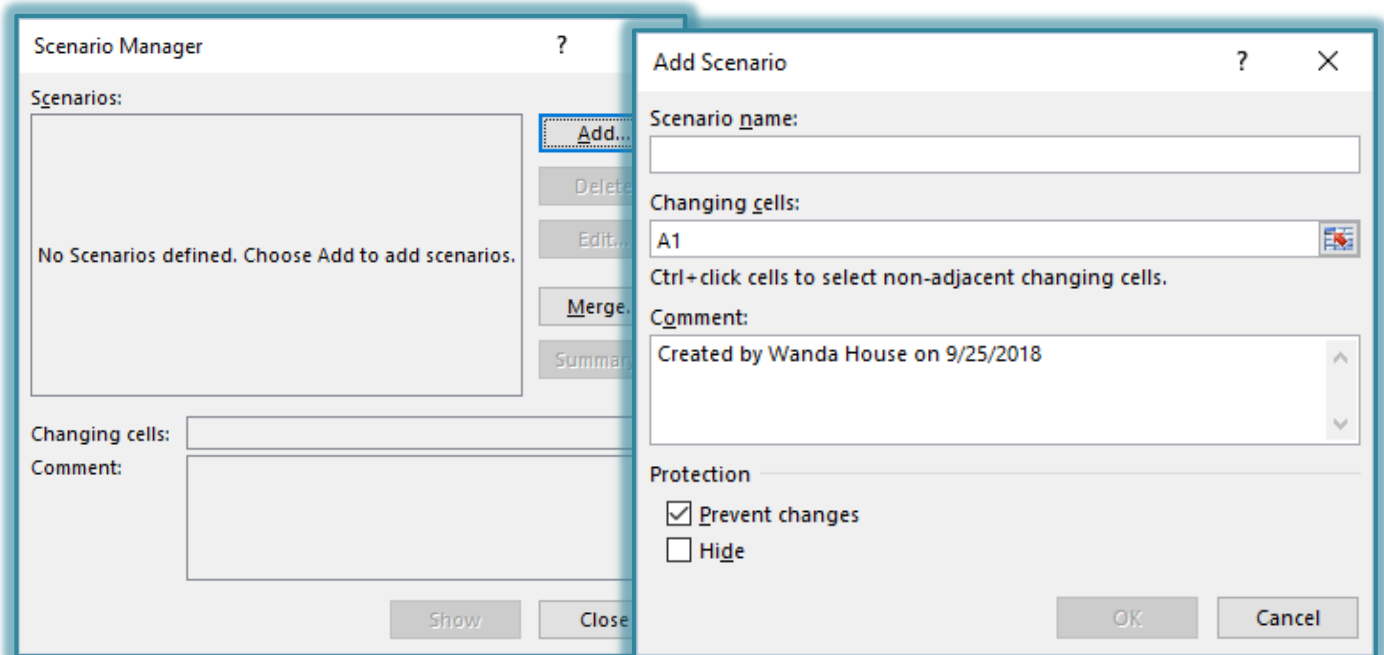 Scenario Manager
?
Scenarios:
No Scenarios defined. Choose Add to add scenarios.
Add...
Delete
Edit...
Merge.
Summar
Changing cells:
Comment:
Show
Close
Add Scenario
?
Scenario name:
Changing cells:
A1
Ctrl+click cells to select non-adjacent changing cells.
Comment:
Created by Wanda House on 9/25/2018
Protection
Prevent changes
Hide
OK
Cancel